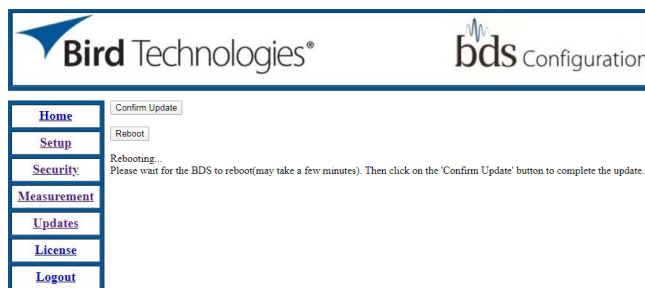 Bird Technologies®
bds Configuration
Home
Setup
Security
Measurement
Updates
License
Logout
Confirm Update
Reboot
Rebooting...
Please wait for the BDS to reboot(may take a few minutes). Then click on the 'Confirm Update' button to complete the update.